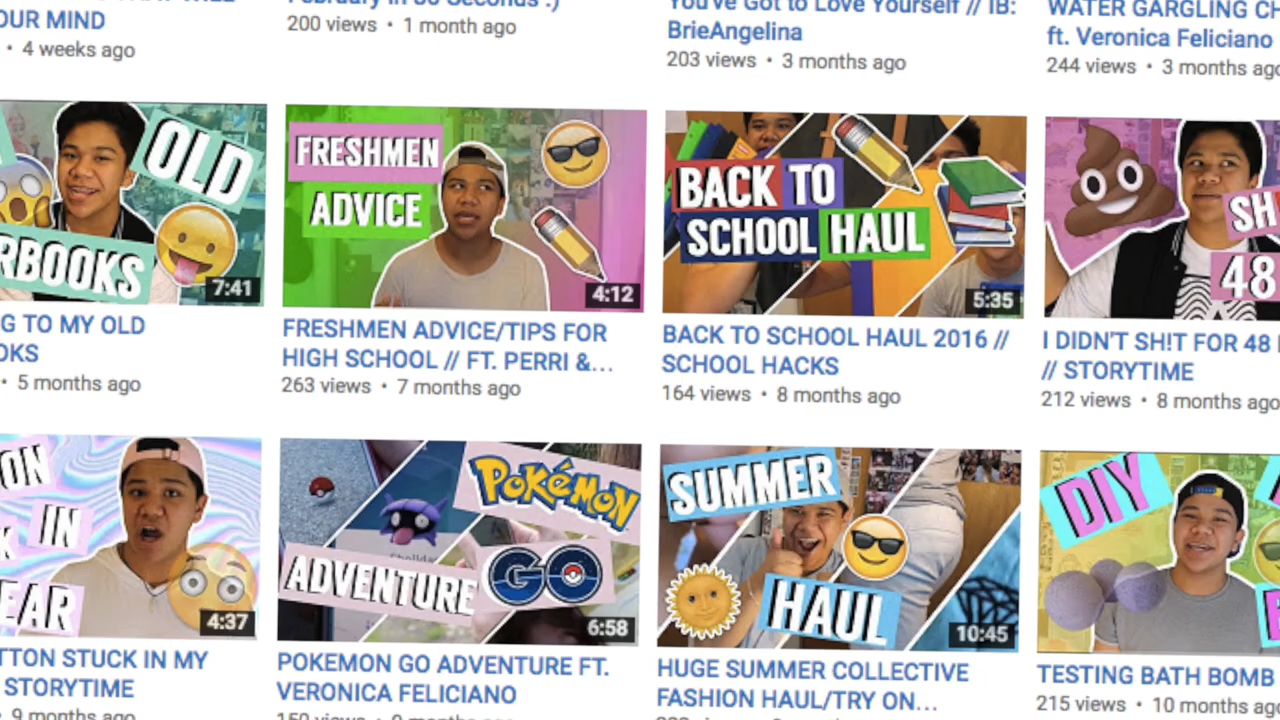 OUR MIND
• 4 weeks ago
200 views • 1 month ago
You've Got to Love Yourself // IB:
BrieAngelina
203 views • 3 months ago
WATER GARGLING
ft. Veronica Feliciano
244 views • 3 months ago
OLD
RBOOKS
7:41
FRESHMEN
ADVICE
4:12
BACK TO
SCHOOL HAUL
5:35
SH
48
G TO MY OLD
OKS
• 5 months ago
FRESHMEN ADVICE/TIPS FOR
HIGH SCHOOL // FT. PERRI &...
263 views • 7 months ago
BACK TO SCHOOL HAUL 2016 //
SCHOOL HACKS
164 views • 8 months ago
I DIDN'T SH!T FOR 48
// STORYTIME
212 views • 8 months ago
ON
IN
EAR
4:37
POKéMON
GO
ADVENTURE
6:58
SUMMER
HAUL
10:45
DIY
TTON STUCK IN MY
STORYTIME
• 9 months ago
POKEMON GO ADVENTURE FT.
VERONICA FELICIANO
HUGE SUMMER COLLECTIVE
FASHION HAUL/TRY ON...
TESTING BATH BOMB
215 views • 10 months ago